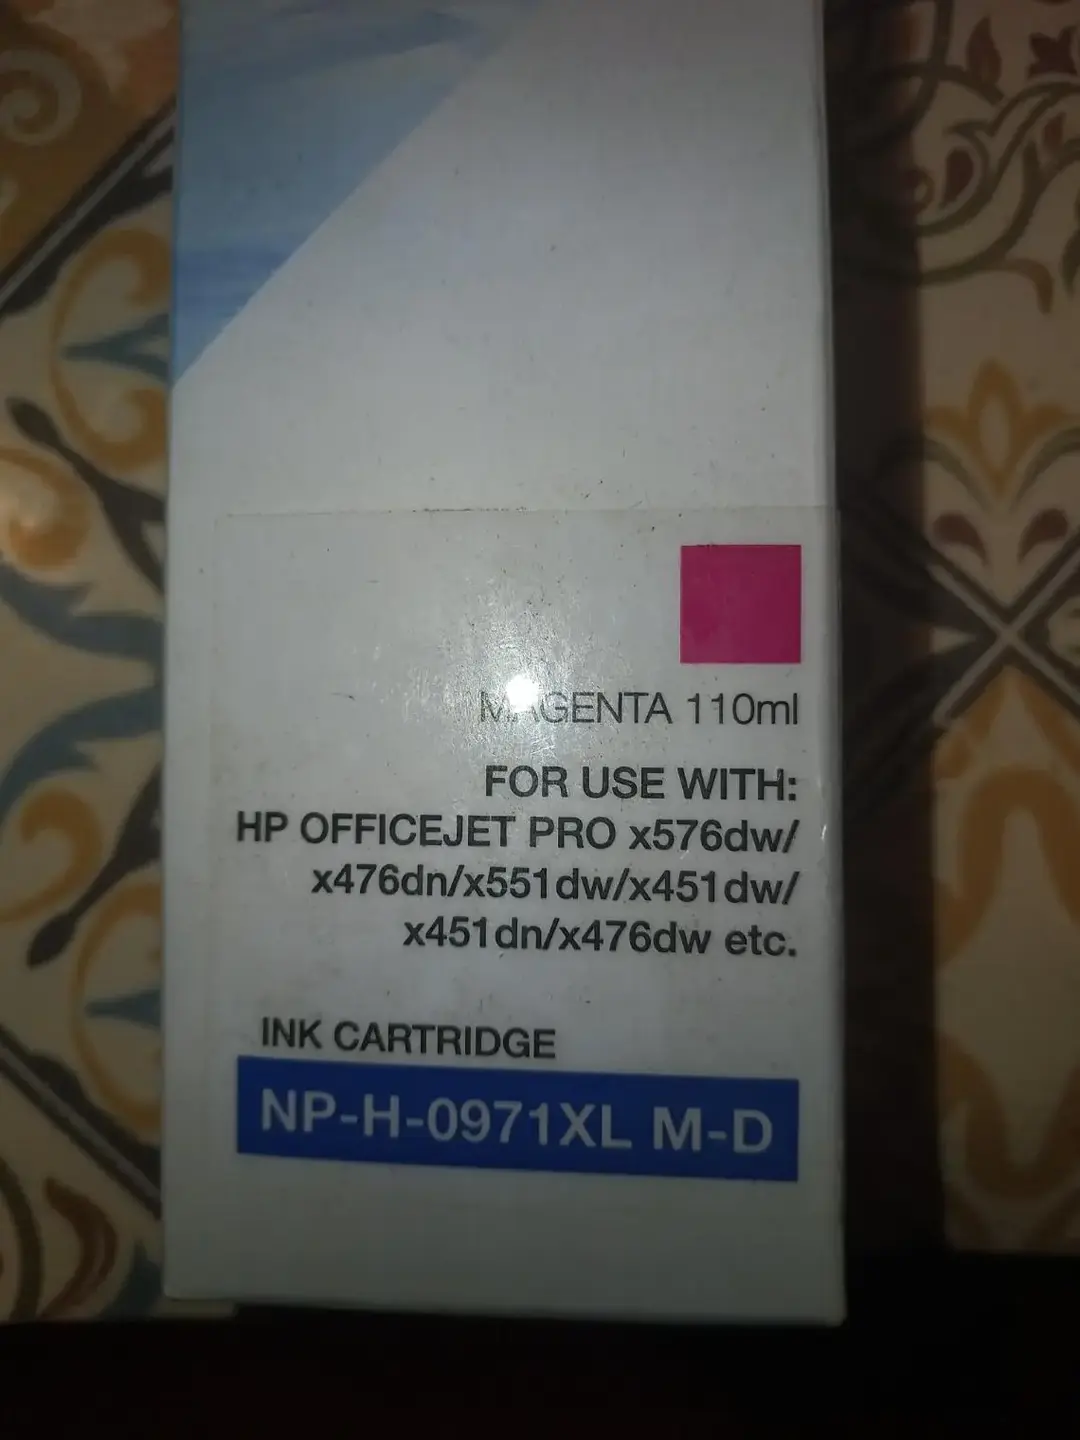 MAGENTA 110ml
FOR USE WITH:
HP OFFICEJET PRO x576dw/
x476dn/x551dw/x451dw/
x451dn/x476dw etc.
INK CARTRIDGE
NP-H-0971XL M-D